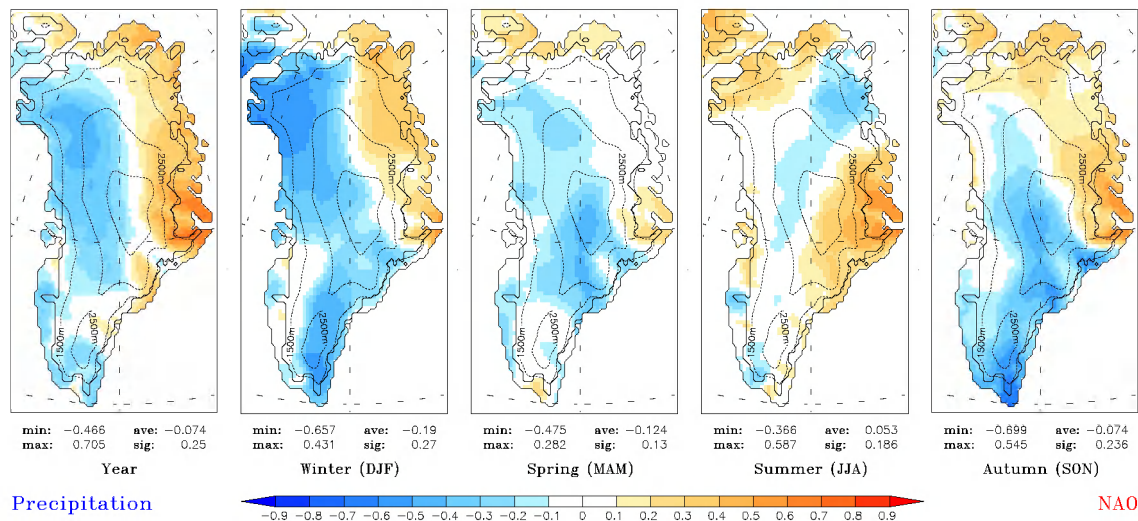 2500m
1500m
2500m
2500m
1500m
2500m
2500m
1500m
2500m
2500m
1500m
2500m
2500m
1500m
2500m
min: −0.466 ave: −0.074
max: 0.705 sig: 0.25
Year
min: −0.657 ave: −0.19
max: 0.431 sig: 0.27
Winter (DJF)
min: −0.475 ave: −0.124
max: 0.282 sig: 0.13
Spring (MAM)
min: −0.366 ave: 0.053
max: 0.587 sig: 0.186
Summer (JJA)
min: −0.699 ave: −0.074
max: 0.545 sig: 0.236
Autumn (SON)
Precipitation
−0.9 −0.8 −0.7 −0.6 −0.5 −0.4 −0.3 −0.2 −0.1 0 0.1 0.2 0.3 0.4 0.5 0.6 0.7 0.8 0.9
NAO